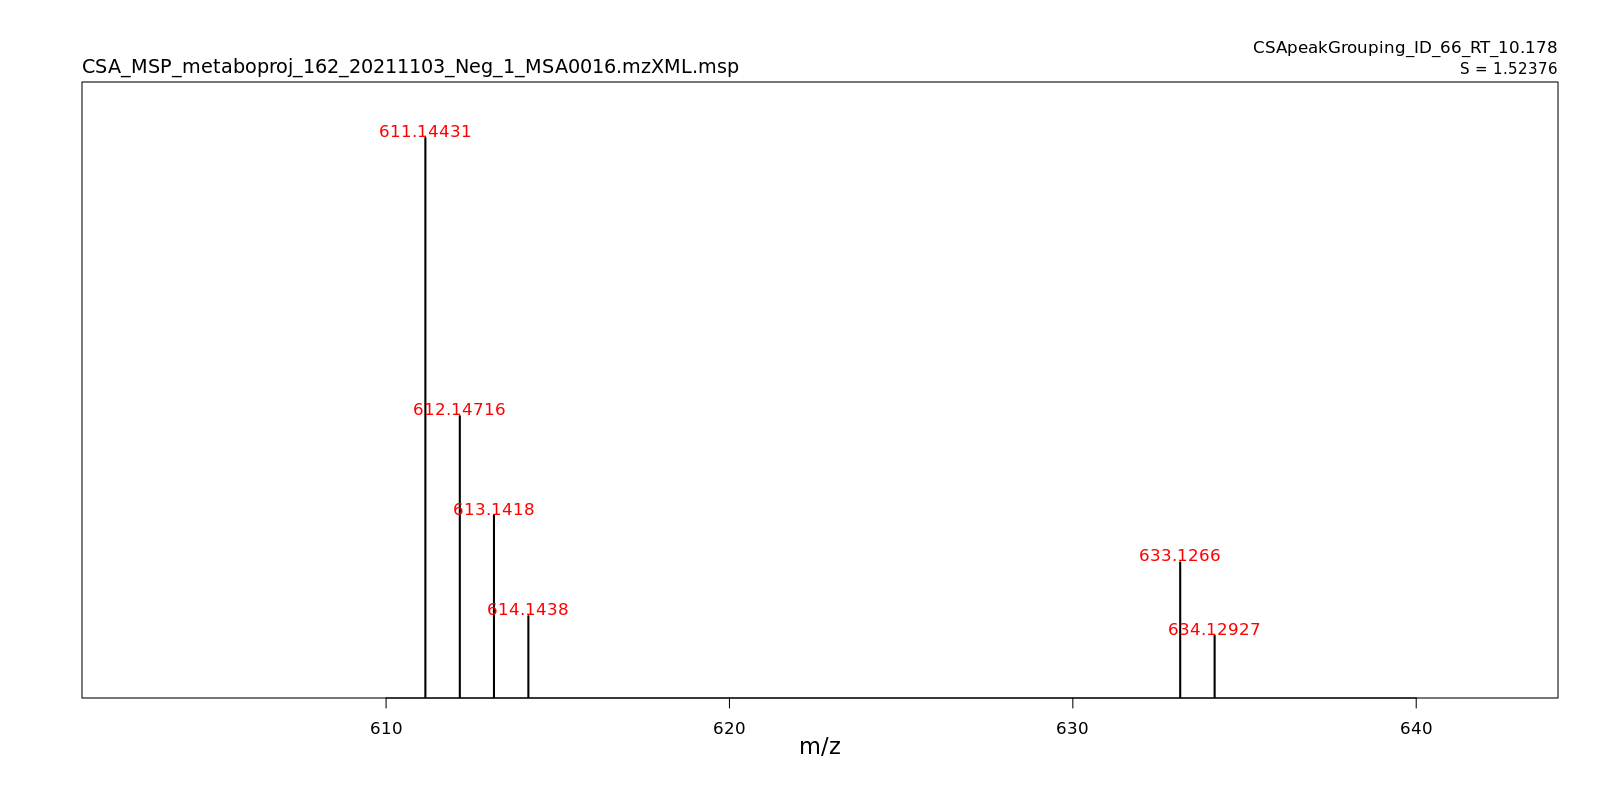 CSApeakGrouping_ID_66_RT_10.178
CSA_MSP_metaboproj_162_20211103_Neg_1_MSA0016.mzXML.msp
S = 1.52376
611.14431
612.14716
613.1418
633.1266
614.1438
634.12927
610 620 630 640
m/z